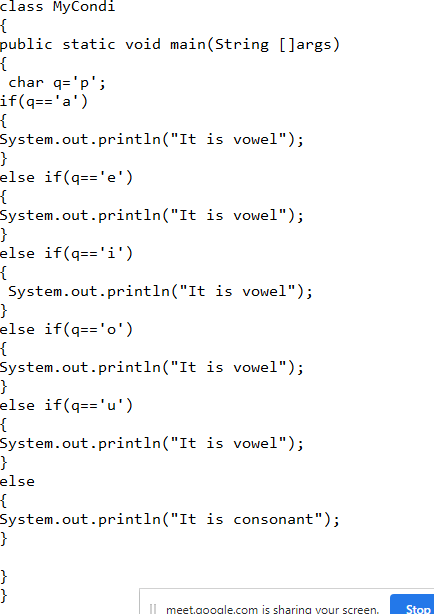 class MyCondi
{
public static void main(String []args)
{
 char q='p';
if(q=='a')
{
System.out.println("It is vowel");
}
else if(q=='e')
{
System.out.println("It is vowel");
}
else if(q=='i')
{
 System.out.println("It is vowel");
}
else if(q=='o')
{
System.out.println("It is vowel");
}
else if(q=='u')
{
System.out.println("It is vowel");
}
else
{
System.out.println("It is consonant");
}
}
}
meet.google.com is sharing your screen.
Stop